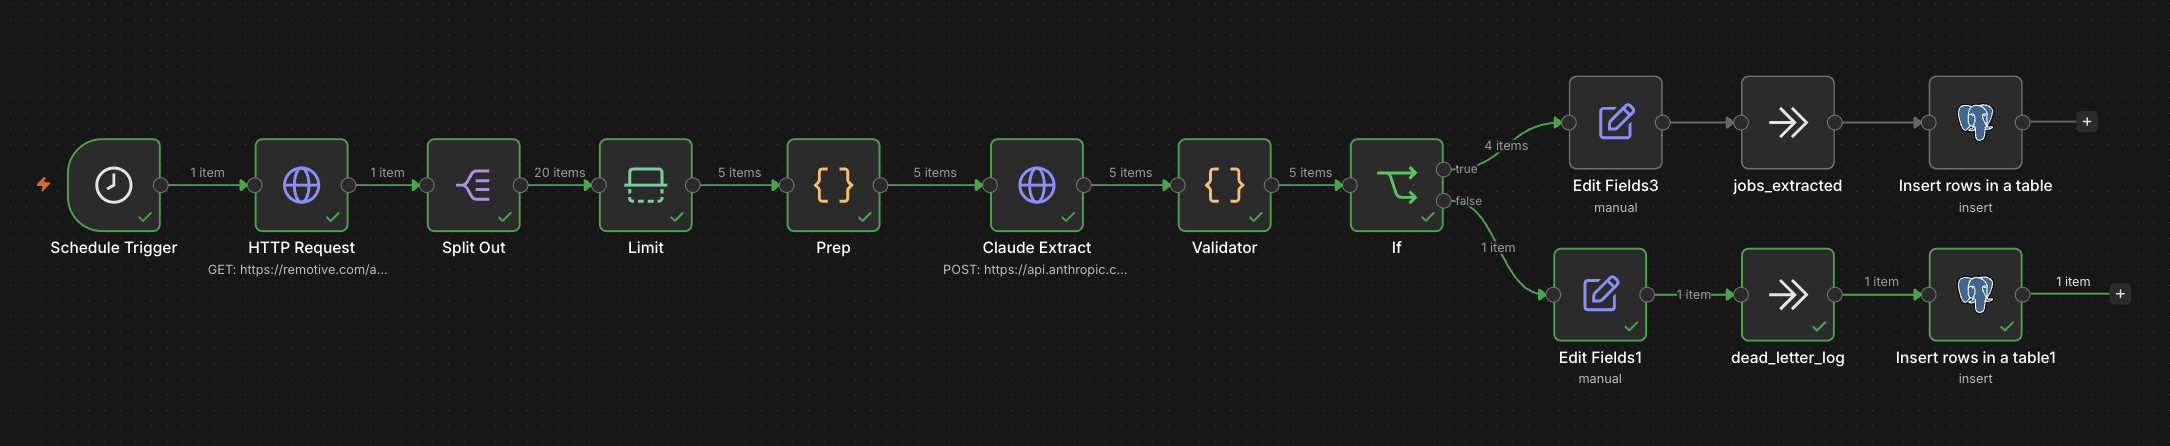 1 item
1 item
20 items
5 items
5 items
5 items
5 items
true
false
4 items
1 item
1 item
1 item
1 item
+
+
{}
{}
Schedule Trigger
HTTP Request
GET: https://remotive.com/a...
Split Out
Limit
Prep
Claude Extract
POST: https://api.anthropic.c...
Validator
If
Edit Fields3
manual
jobs_extracted
Insert rows in a table
insert
Edit Fields1
manual
dead_letter_log
Insert rows in a table1
insert